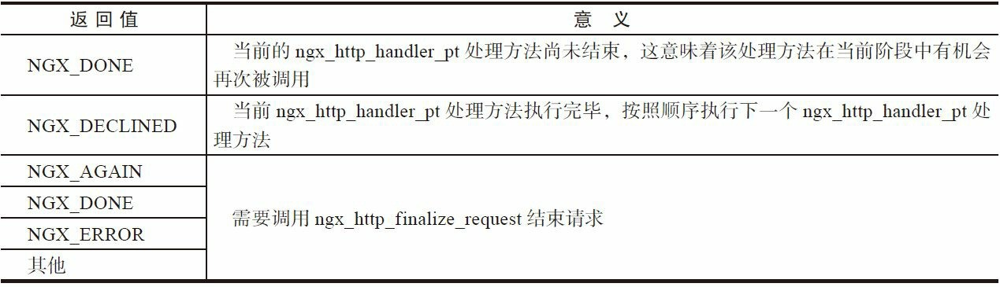 返回值 意 义
NGX_DONE 当前的 ngx_http_handler_pt 处理方法尚未结束，这意味着该处理方法在当前阶段中有机会
再次被调用
NGX_DECLINED 当前 ngx_http_handler_pt 处理方法执行完毕，按照顺序执行下一个 ngx_http_handler_pt 处
理方法
NGX_AGAIN
NGX_DONE
需要调用 ngx_http_finalize_request 结束请求
NGX_ERROR
其他